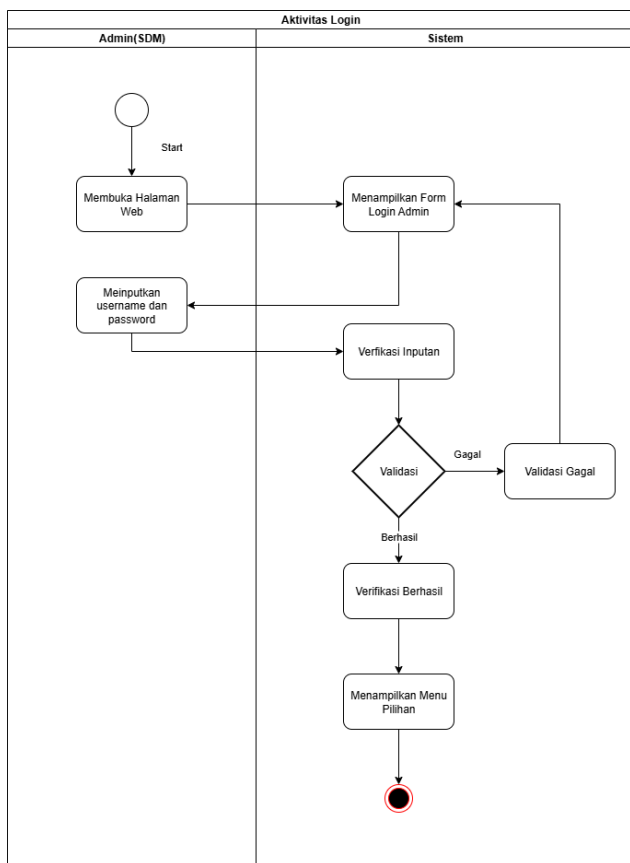 Aktivitas Login
Admin(SDM)
Sistem
Start
Membuka Halaman
Web
Menampilkan Form
Login Admin
Meinputkan
username dan
password
Verfikasi Inputan
Validasi
Gagal
Validasi Gagal
Berhasil
Verifikasi Berhasil
Menampilkan Menu
Pilihan